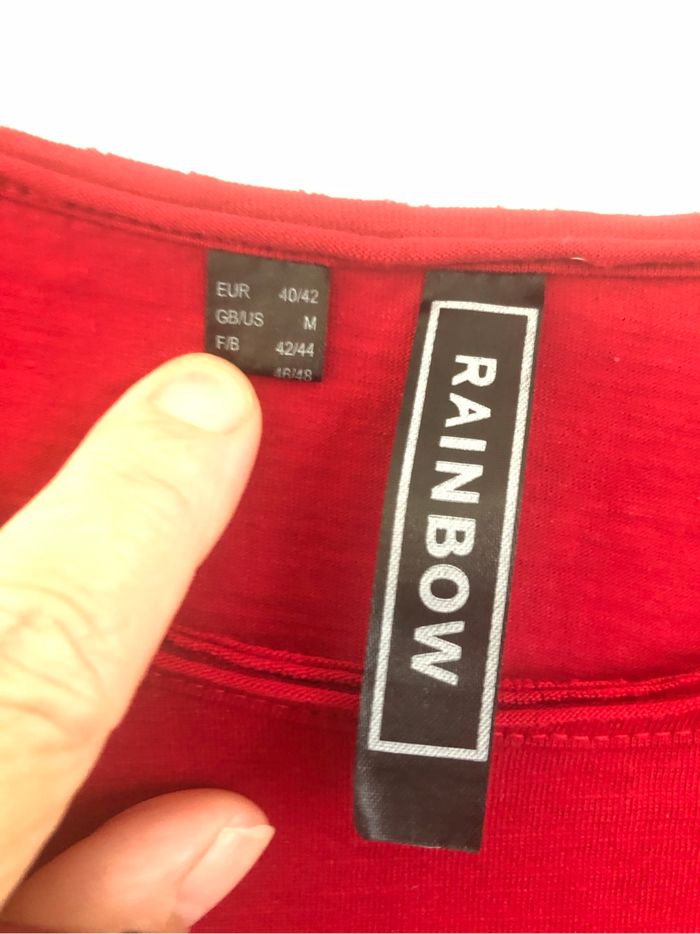 EUR 40/42
GB/US M
F/B 42/44
46/48
RAINBOW